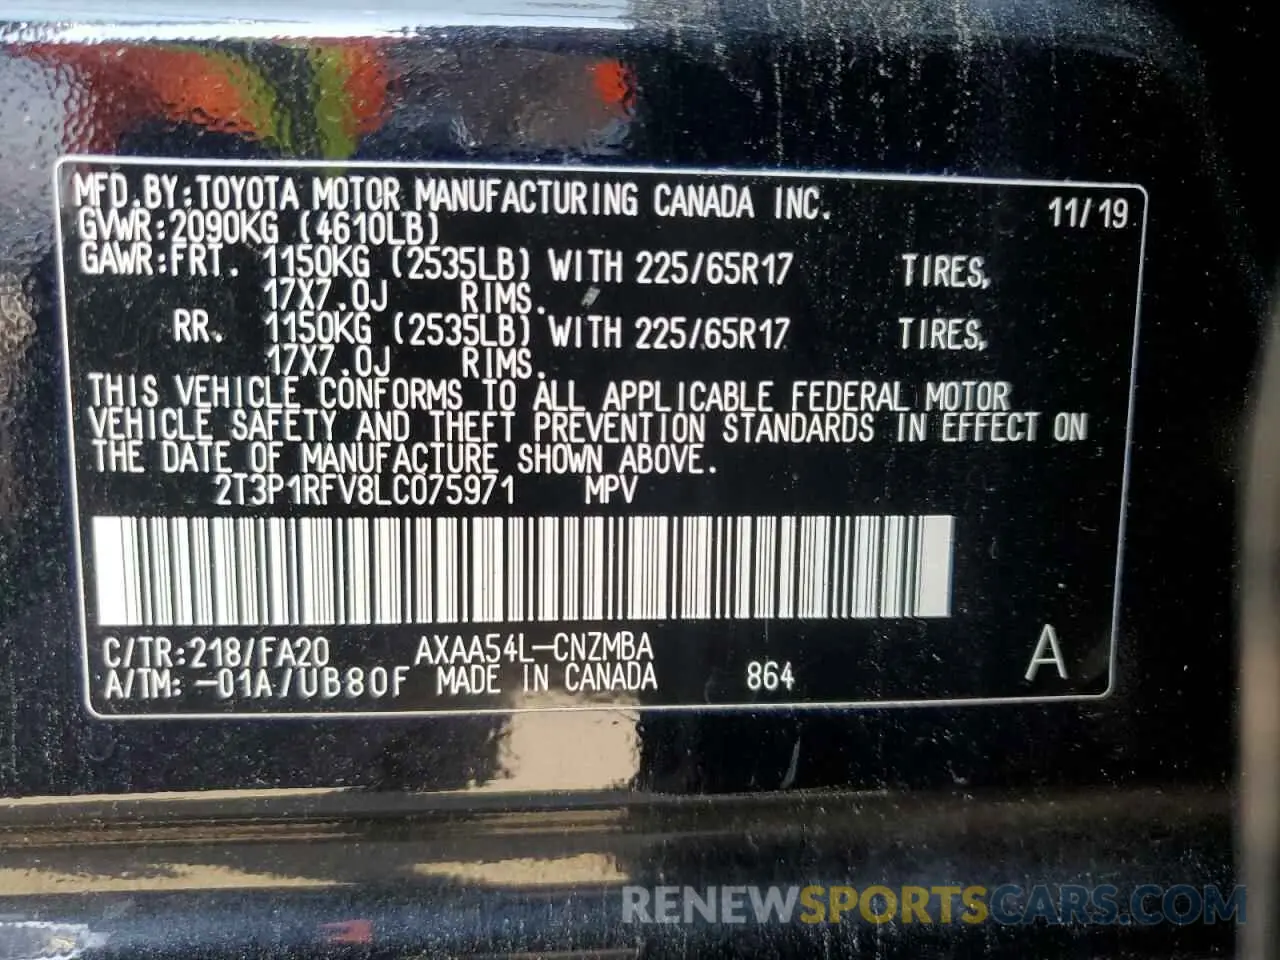 MFD.BY:TOYOTA MOTOR MANUFACTURING CANADA INC. 11/19
GVWR:2090KG (4610LB)
GAWR:FRT. 1150KG (2535LB) WITH 225/65R17 TIRES,
17X7.0J RIMS.
RR. 1150KG (2535LB) WITH 225/65R17 TIRES,
17X7.0J RIMS.
THIS VEHICLE CONFORMS TO ALL APPLICABLE FEDERAL MOTOR
VEHICLE SAFETY AND THEFT PREVENTION STANDARDS IN EFFECT ON
THE DATE OF MANUFACTURE SHOWN ABOVE.
2T3P1RFV8LC075971 MPV
C/TR:218/FA20 AXAA54L-CNZMBA
A/TM:-01A/UB80F MADE IN CANADA 864 A
RENEWSPORTSCARS.COM